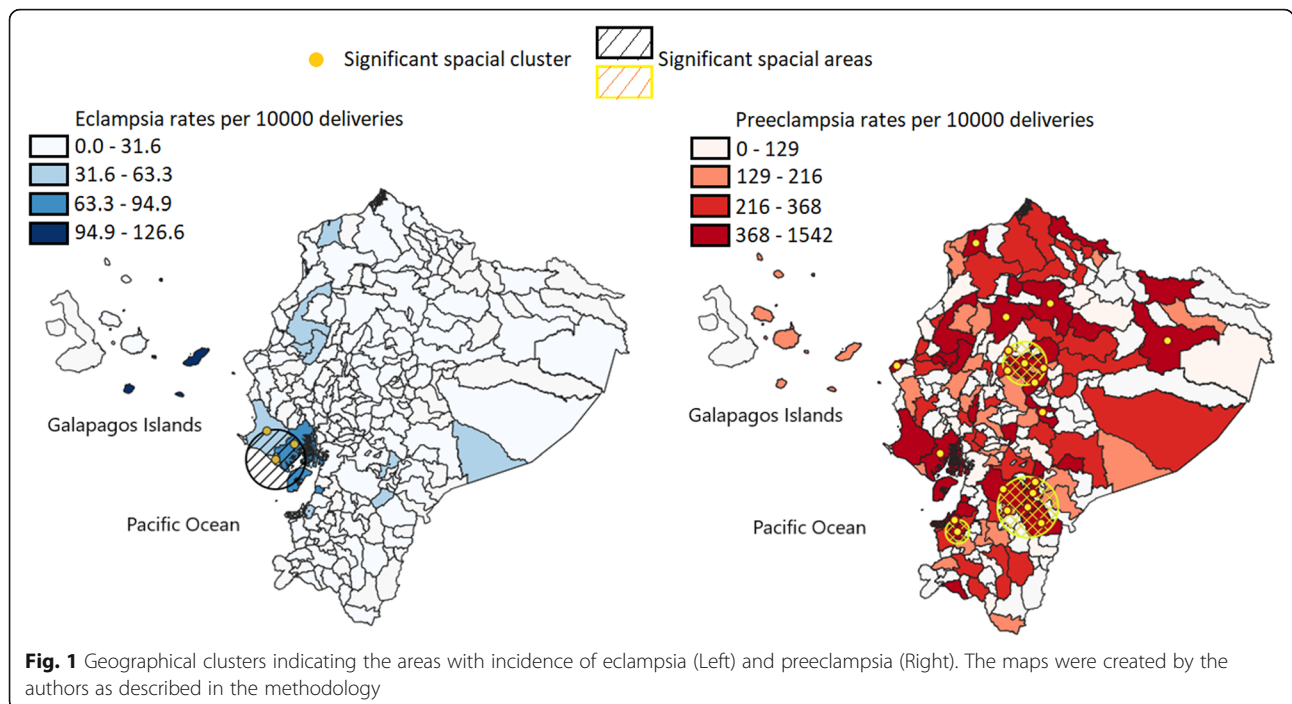 Significant spacial cluster
Significant spacial areas
Eclampsia rates per 10000 deliveries
0.0 - 31.6
31.6 - 63.3
63.3 - 94.9
94.9 - 126.6
Galapagos Islands
Pacific Ocean
Preeclampsia rates per 10000 deliveries
0 - 129
129 - 216
216 - 368
368 - 1542
Galapagos Islands
Pacific Ocean
Fig. 1 Geographical clusters indicating the areas with incidence of eclampsia (Left) and preeclampsia (Right). The maps were created by the
authors as described in the methodology